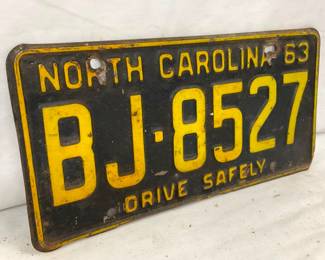 NORTH CAROLINA 63
BJ·8527
DRIVE SAFELY